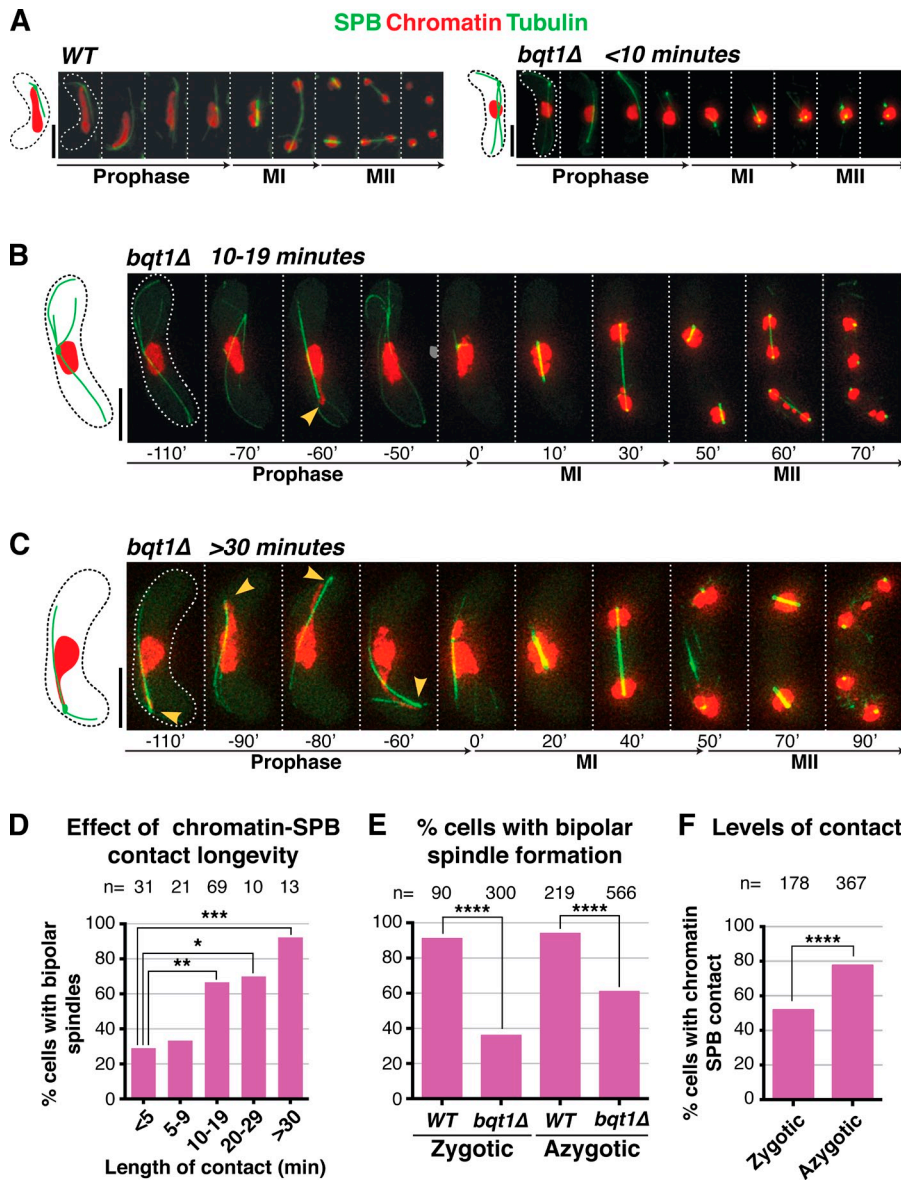 A
SPB Chromatin Tubulin
WT
bqt1Δ <10 minutes
Prophase MI MII
Prophase MI MII
B
bqt1Δ 10-19 minutes
-110’ -70’ -60’ -50’ 0’ 10’ 30’ 50’ 60’ 70’
Prophase MI MII
C
bqt1Δ >30 minutes
-110’ -90’ -80’ -60’ 0’ 20’ 40’ 50’ 70’ 90’
Prophase MI MII
D Effect of chromatin-SPB
contact longevity
n= 31 21 69 10 13
***
*
**
% cells with bipolar
spindles
100
80
60
40
20
0
<5 5-9 10-19 20-29 >30
Length of contact (min)
E % cells with bipolar
spindle formation
n= 90 300 219 566
**** ****
100
80
60
40
20
0
WT bqt1Δ WT bqt1Δ
Zygotic Azygotic
F Levels of contact
n= 178 367
****
% cells with chromatin
SPB contact
100
80
60
40
20
0
Zygotic Azygotic